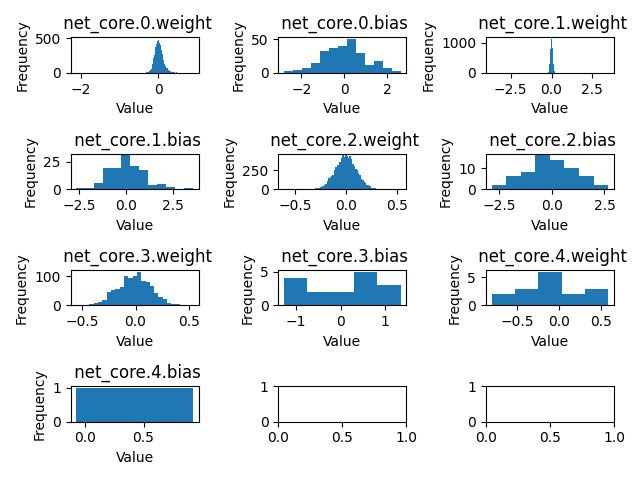 net_core.0.weight
net_core.0.bias
net_core.1.weight
Frequency
500
0
−2
0
Value
Frequency
50
0
−2
0
2
Value
Frequency
1000
0
−2.5
0.0
2.5
Value
net_core.1.bias
net_core.2.weight
net_core.2.bias
Frequency
25
0
−2.5
0.0
2.5
Value
Frequency
250
0
−0.5
0.0
0.5
Value
Frequency
10
0
−2.5
0.0
2.5
Value
net_core.3.weight
net_core.3.bias
net_core.4.weight
Frequency
100
0
−0.5
0.0
0.5
Value
Frequency
5
0
−1
0
1
Value
Frequency
5
0
−0.5
0.0
0.5
Value
net_core.4.bias
Frequency
1
0
0.0
0.5
Value
1
0
0.0
0.5
1.0
1
0
0.0
0.5
1.0